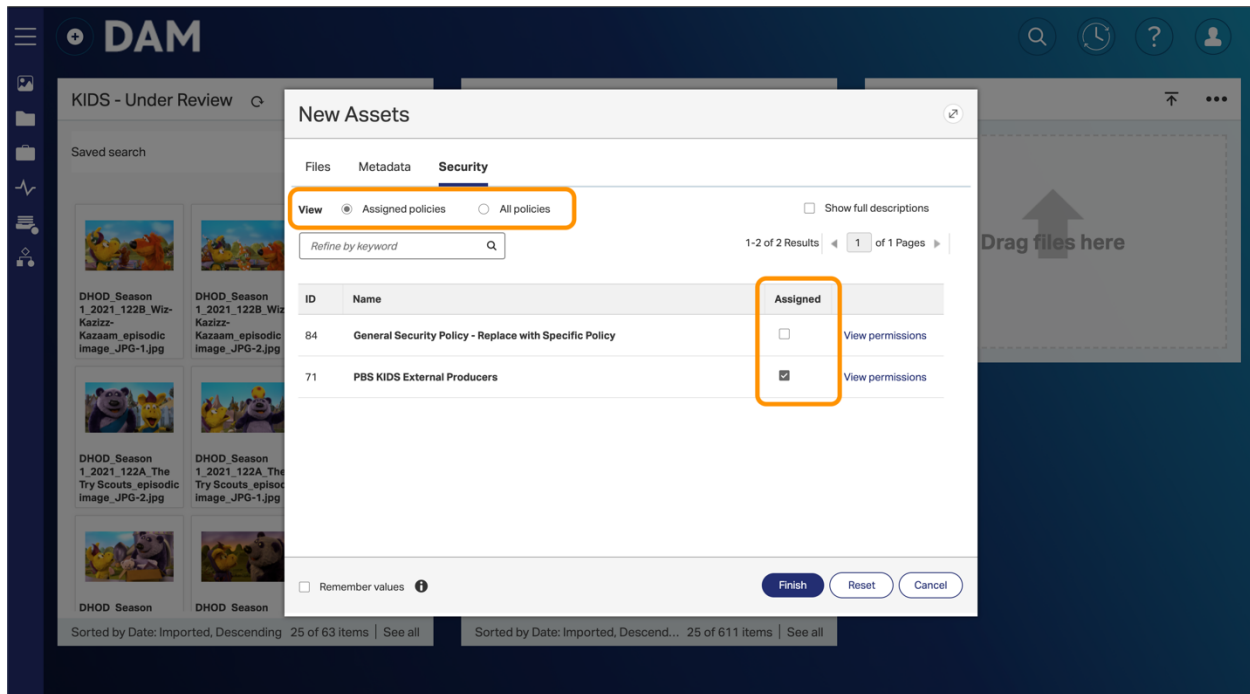 DAM
KIDS - Under Review
Saved search
DHOD_Season
1_2021_122B_Wiz-
Kazizz-
Kazaam_episodic
image_JPG-1.jpg
DHOD_Season
1_2021_122B_Wiz
Kazizz-
Kazaam_episodic
image_JPG-2.jpg
DHOD_Season
1_2021_122A_The
Try Scouts_episodic
image_JPG-2.jpg
DHOD_Season
1_2021_122A_The
Try Scouts_episod
image_JPG-1.jpg
DHOD Season
DHOD Season
Sorted by Date: Imported, Descending 25 of 63 items | See all
New Assets
Files Metadata Security
View Assigned policies All policies Show full descriptions
Refine by keyword 1-2 of 2 Results 1 of 1 Pages
ID Name Assigned
84 General Security Policy - Replace with Specific Policy View permissions
71 PBS KIDS External Producers View permissions
Remember values Finish Reset Cancel
Sorted by Date: Imported, Descend... 25 of 611 items | See all
Drag files here